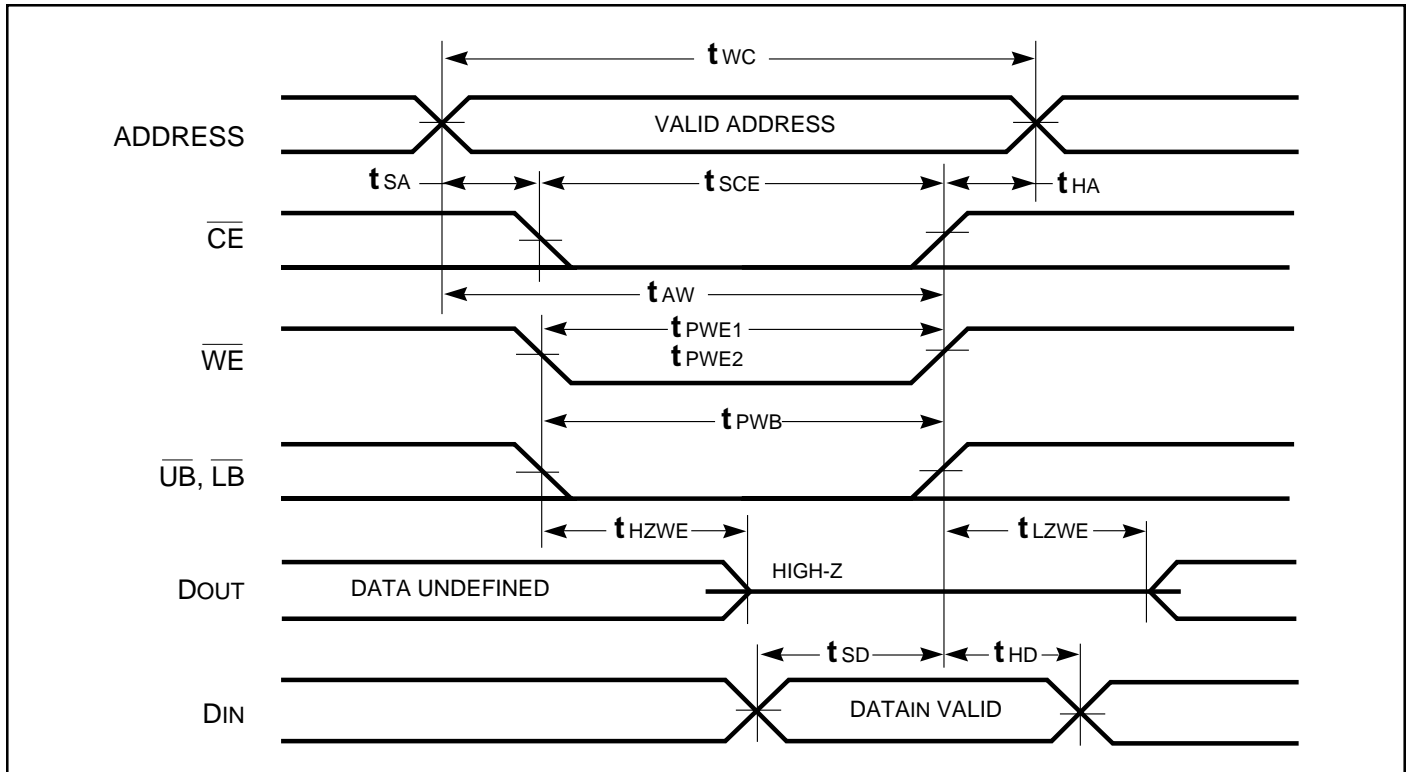 tWC
ADDRESS VALID ADDRESS
tSA tSCE tHA
CE
tAW
tPWE1
WE tPWE2
tPWB
UB, LB
tHZWE tLZWE
DOUT DATA UNDEFINED HIGH-Z
tSD tHD
DIN DATAIN VALID